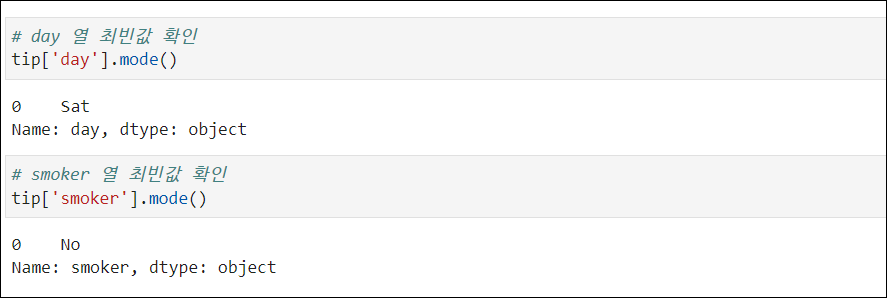 # day 열 최빈값 확인
tip['day'].mode()
0    Sat
Name: day, dtype: object
# smoker 열 최빈값 확인
tip['smoker'].mode()
0    No
Name: smoker, dtype: object